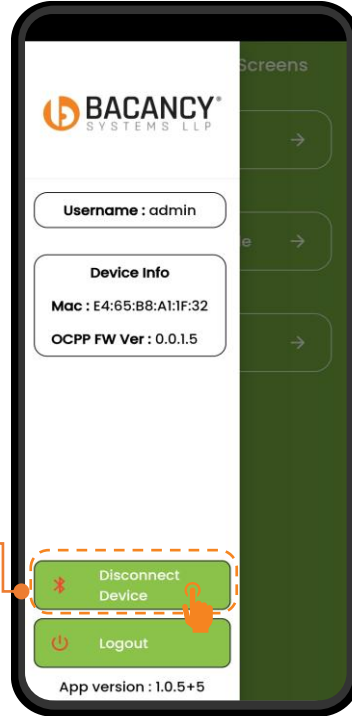 Screens
BACANCY®
SYSTEMS LLP
Username : admin
Device Info
Mac : E4:65:B8:A1:1F:32
OCPP FW Ver : 0.0.1.5
Disconnect
Device
Logout
App version : 1.0.5+5